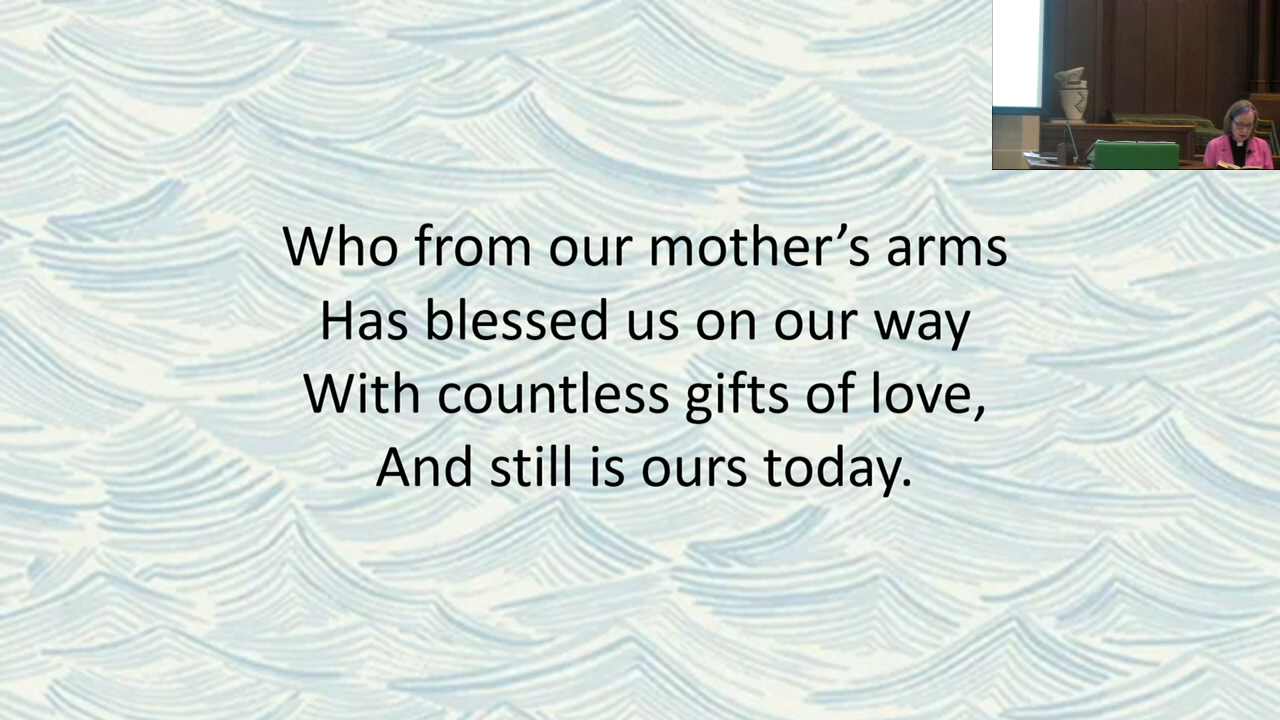 Who from our mother’s arms
Has blessed us on our way
With countless gifts of love,
And still is ours today.